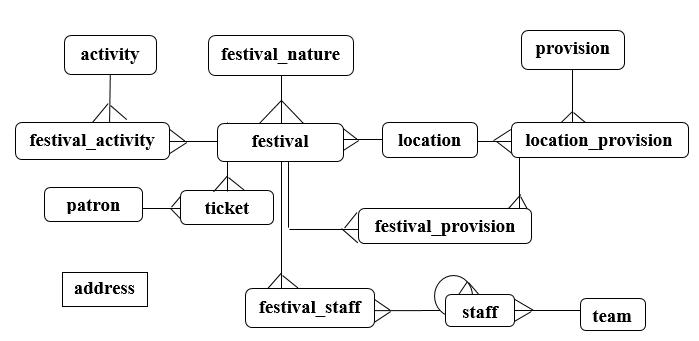 activity
festival_nature
provision
festival_activity
festival
location
location_provision
patron
ticket
festival_provision
address
festival_staff
staff
team